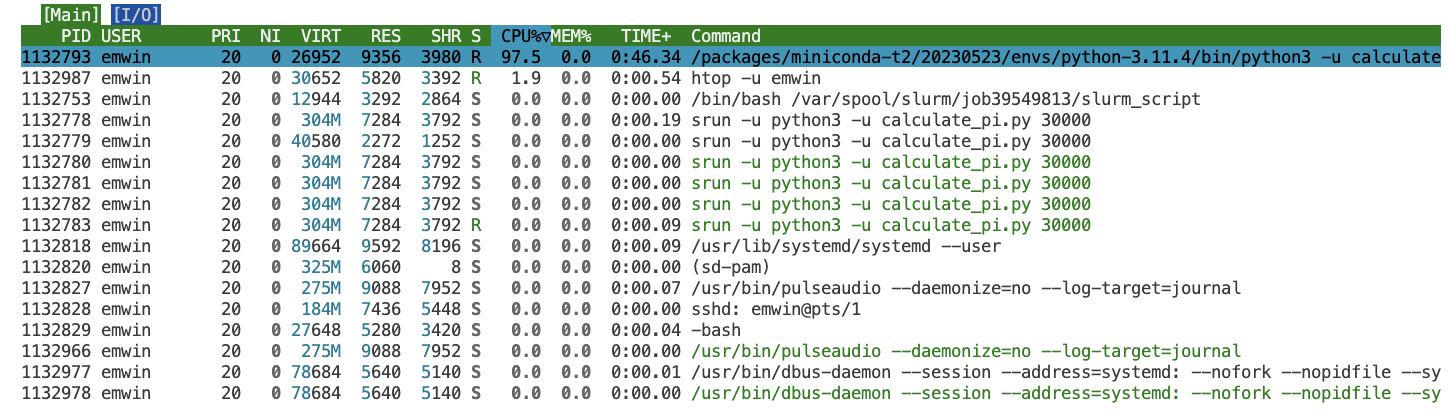 [Main] [I/O]
PID USER PRI NI VIRT RES SHR S CPU%▽MEM% TIME+ Command
1132793 emwin 20 0 26952 9356 3980 R 97.5 0.0 0:46.34 /packages/miniconda-t2/20230523/envs/python-3.11.4/bin/python3 -u calculate
1132987 emwin 20 0 30652 5820 3392 R 1.9 0.0 0:00.54 htop -u emwin
1132753 emwin 20 0 12944 3292 2864 S 0.0 0.0 0:00.00 /bin/bash /var/spool/slurm/job39549813/slurm_script
1132778 emwin 20 0 304M 7284 3792 S 0.0 0.0 0:00.19 srun -u python3 -u calculate_pi.py 30000
1132779 emwin 20 0 40580 2272 1252 S 0.0 0.0 0:00.00 srun -u python3 -u calculate_pi.py 30000
1132780 emwin 20 0 304M 7284 3792 S 0.0 0.0 0:00.00 srun -u python3 -u calculate_pi.py 30000
1132781 emwin 20 0 304M 7284 3792 S 0.0 0.0 0:00.00 srun -u python3 -u calculate_pi.py 30000
1132782 emwin 20 0 304M 7284 3792 S 0.0 0.0 0:00.00 srun -u python3 -u calculate_pi.py 30000
1132783 emwin 20 0 304M 7284 3792 R 0.0 0.0 0:00.09 srun -u python3 -u calculate_pi.py 30000
1132818 emwin 20 0 89664 9592 8196 S 0.0 0.0 0:00.09 /usr/lib/systemd/systemd --user
1132820 emwin 20 0 325M 6060 8 S 0.0 0.0 0:00.00 (sd-pam)
1132827 emwin 20 0 275M 9088 7952 S 0.0 0.0 0:00.07 /usr/bin/pulseaudio --daemonize=no --log-target=journal
1132828 emwin 20 0 184M 7436 5448 S 0.0 0.0 0:00.00 sshd: emwin@pts/1
1132829 emwin 20 0 27648 5280 3420 S 0.0 0.0 0:00.04 -bash
1132966 emwin 20 0 275M 9088 7952 S 0.0 0.0 0:00.00 /usr/bin/pulseaudio --daemonize=no --log-target=journal
1132977 emwin 20 0 78684 5640 5140 S 0.0 0.0 0:00.01 /usr/bin/dbus-daemon --session --address=systemd: --nofork --nopidfile --sy
1132978 emwin 20 0 78684 5640 5140 S 0.0 0.0 0:00.00 /usr/bin/dbus-daemon --session --address=systemd: --nofork --nopidfile --sy